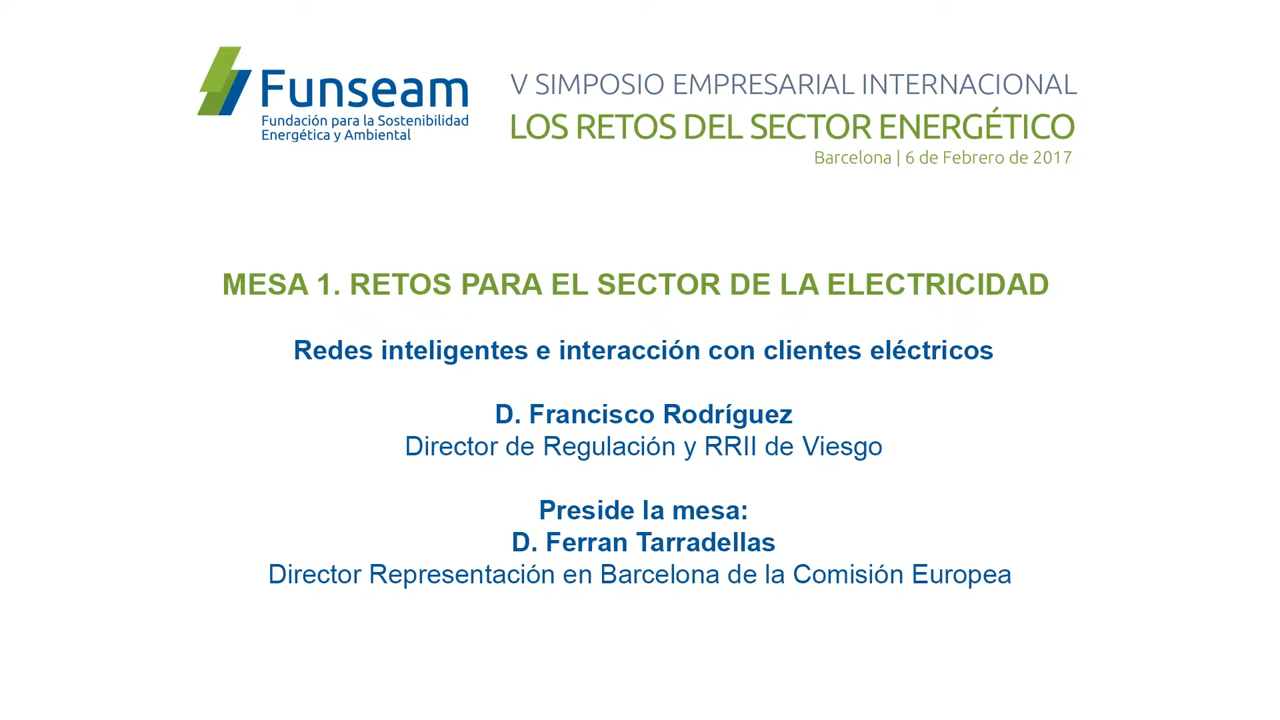 Funseam
Fundación para la Sostenibilidad
Energética y Ambiental
V SIMPOSIO EMPRESARIAL INTERNACIONAL
LOS RETOS DEL SECTOR ENERGÉTICO
Barcelona | 6 de Febrero de 2017
MESA 1. RETOS PARA EL SECTOR DE LA ELECTRICIDAD
Redes inteligentes e interacción con clientes eléctricos
D. Francisco Rodríguez
Director de Regulación y RRII de Viesgo
Preside la mesa:
D. Ferran Tarradellas
Director Representación en Barcelona de la Comisión Europea